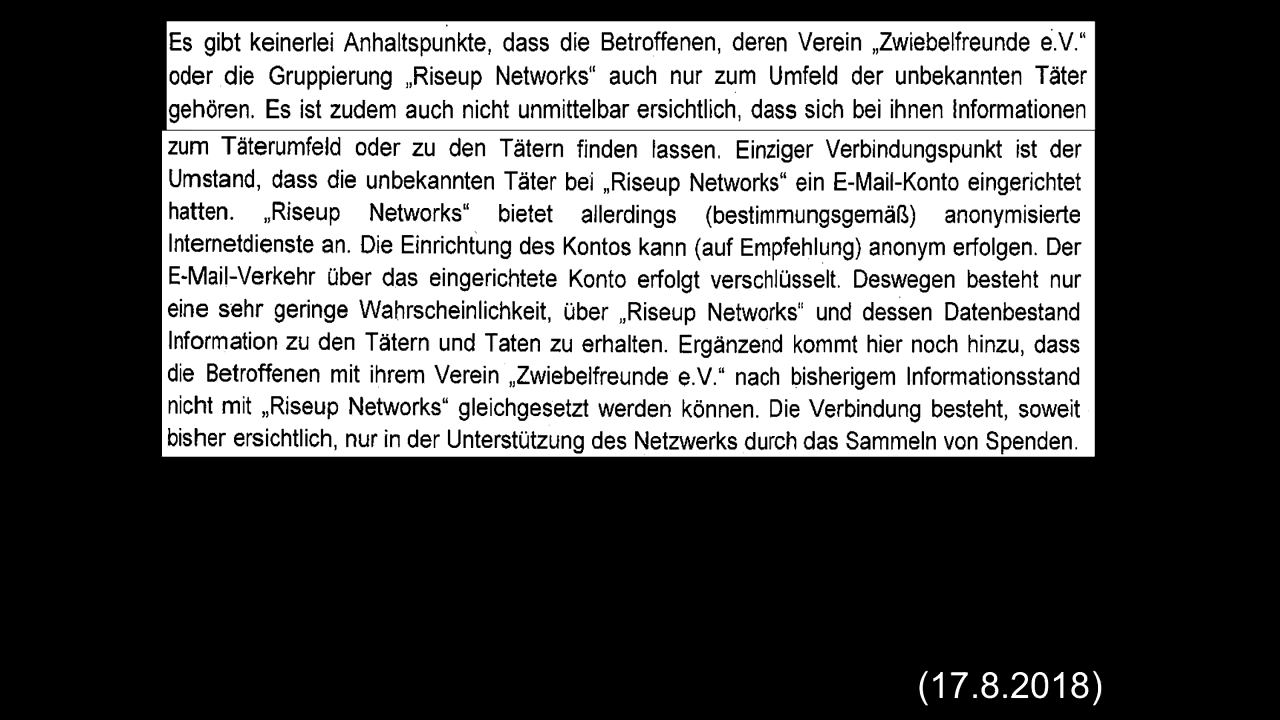 Es gibt keinerlei Anhaltspunkte, dass die Betroffenen, deren Verein „Zwiebelfreunde e.V.“
oder die Gruppierung „Riseup Networks“ auch nur zum Umfeld der unbekannten Täter
gehören. Es ist zudem auch nicht unmittelbar ersichtlich, dass sich bei ihnen Informationen
zum Täterumfeld oder zu den Tätern finden lassen. Einziger Verbindungspunkt ist der
Umstand, dass die unbekannten Täter bei „Riseup Networks“ ein E-Mail-Konto eingerichtet
hatten. „Riseup Networks“ bietet allerdings (bestimmungsgemäß) anonymisierte
Internetdienste an. Die Einrichtung des Kontos kann (auf Empfehlung) anonym erfolgen. Der
E-Mail-Verkehr über das eingerichtete Konto erfolgt verschlüsselt. Deswegen besteht nur
eine sehr geringe Wahrscheinlichkeit, über „Riseup Networks“ und dessen Datenbestand
Information zu den Tätern und Taten zu erhalten. Ergänzend kommt hier noch hinzu, dass
die Betroffenen mit ihrem Verein „Zwiebelfreunde e.V.“ nach bisherigem Informationsstand
nicht mit „Riseup Networks“ gleichgesetzt werden können. Die Verbindung besteht, soweit
bisher ersichtlich, nur in der Unterstützung des Netzwerks durch das Sammeln von Spenden.
(17.8.2018)